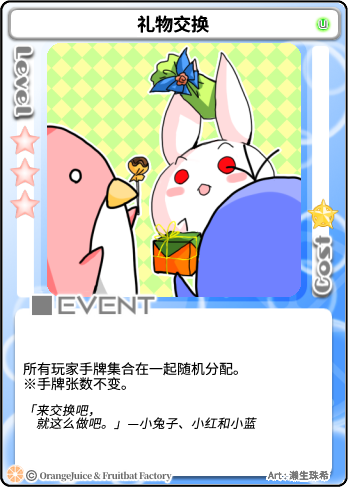 礼物交换
U
Level
Cost
EVENT
所有玩家手牌集合在一起随机分配。
※手牌张数不变。
「来交换吧，
就这么做吧。」—小兔子、小红和小蓝
© OrangeJuice & Fruitbat Factory
Art.: 瀬生珠希